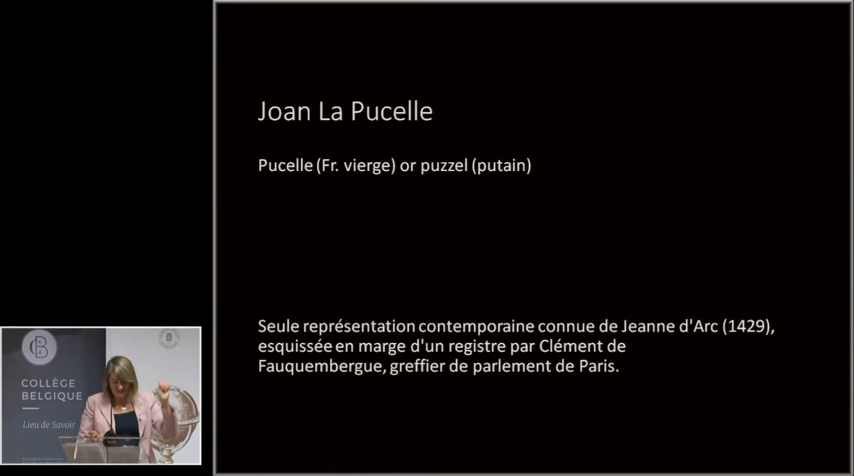 Joan La Pucelle
Pucelle (Fr. vierge) or puzzel (putain)
Seule représentation contemporaine connue de Jeanne d'Arc (1429),
esquissée en marge d'un registre par Clément de
Fauquembergue, greffier de parlement de Paris.
COLLÈGE
BELGIQUE
Lieu de Savoir